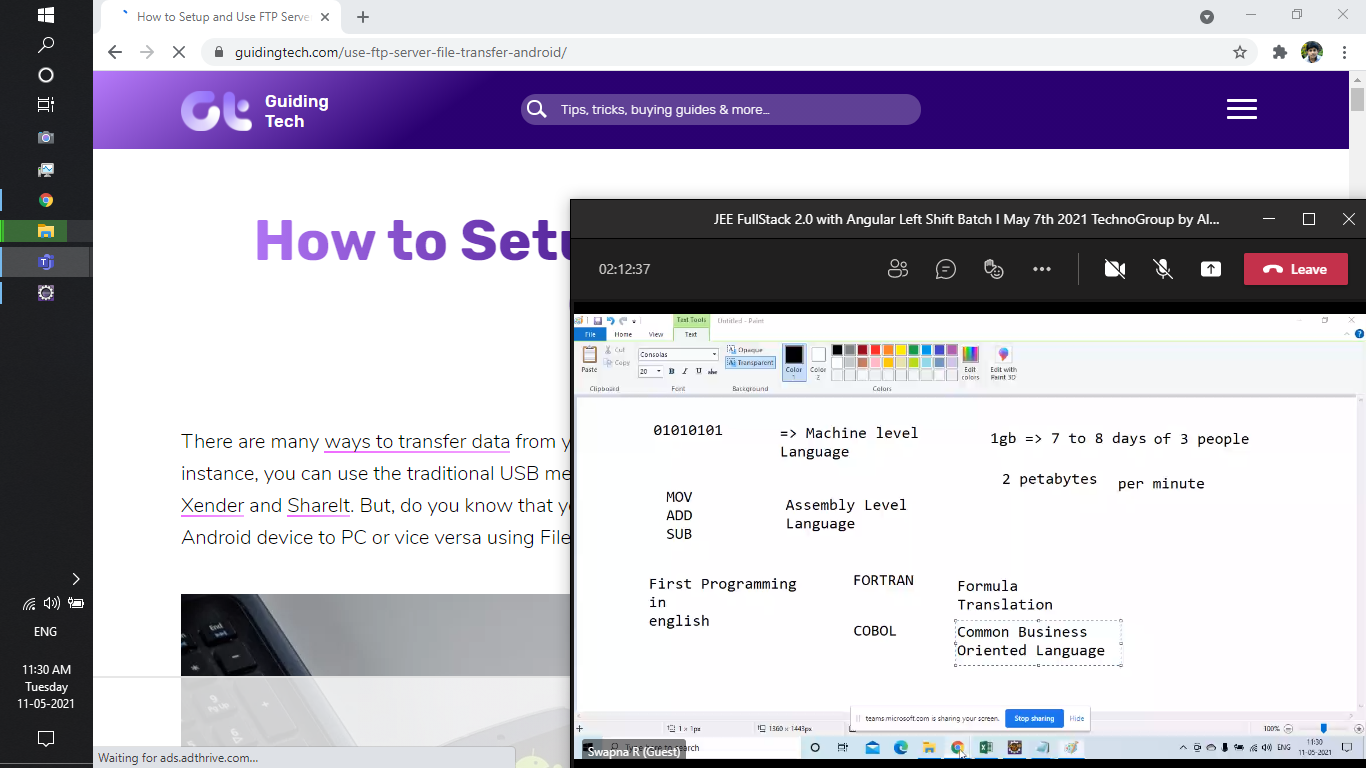 How to Setup and Use FTP Serve
guidingtech.com/use-ftp-server-file-transfer-android/
Guiding
Tech
Tips, tricks, buying guides & more...
How to Setu
There are many ways to transfer data from y
instance, you can use the traditional USB me
Xender and ShareIt. But, do you know that yo
Android device to PC or vice versa using File
End
Waiting for ads.adthrive.com...
ENG
11:30 AM
Tuesday
11-05-2021
JEE FullStack 2.0 with Angular Left Shift Batch I May 7th 2021 TechnoGroup by Al...
02:12:37
Leave
Text Tools
Untitled - Paint
File
Home
View
Text
Paste
Cut
Copy
Clipboard
Consolas
20
B I U abc
Font
Opaque
Transparent
Background
Color
1
Color
2
Colors
Edit
colors
Edit with
Paint 3D
01010101
=> Machine level
Language
1gb => 7 to 8 days of 3 people
2 petabytes
per minute
MOV
ADD
SUB
Assembly Level
Language
First Programming
in
english
FORTRAN
Formula
Translation
COBOL
Common Business
Oriented Language
teams.microsoft.com is sharing your screen.
Stop sharing
Hide
1 × 1px
1360 × 1443px
100%
Swapna R (Guest)
search
ENG
11:30
11-05-2021